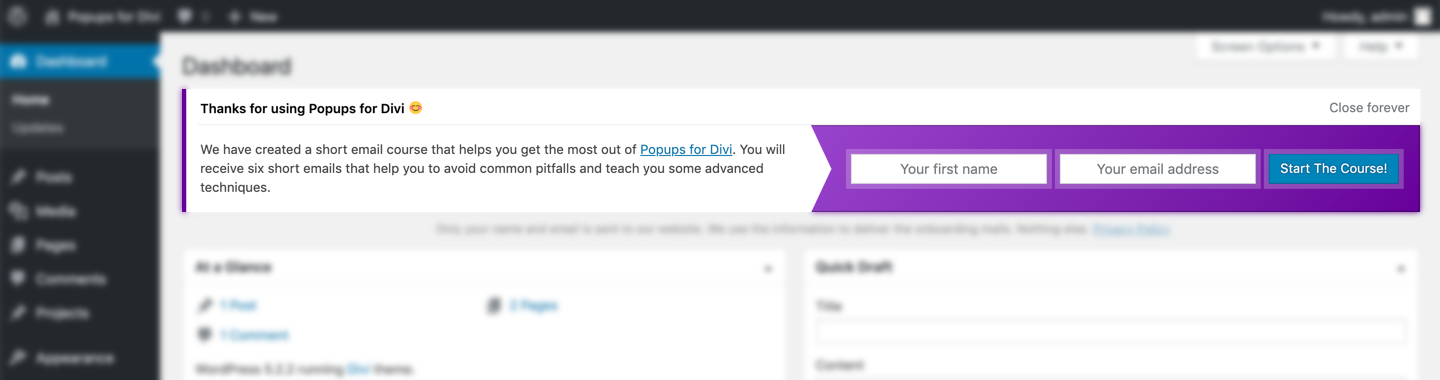 Popups for Divi
New
Howdy, admin
Screen Options
Help
Dashboard
Dashboard
Home
Updates
Posts
Media
Pages
Comments
Projects
Appearance
Thanks for using Popups for Divi 😊
Close forever
We have created a short email course that helps you get the most out of Popups for Divi. You will
receive six short emails that help you to avoid common pitfalls and teach you some advanced
techniques.
Your first name
Your email address
Start The Course!
Only your name and email is sent to our website. We use the information to deliver the onboarding mails. Nothing else. Privacy Policy
At a Glance
1 Post
2 Pages
1 Comment
WordPress 5.2.2 running Divi theme.
Quick Draft
Title
Content